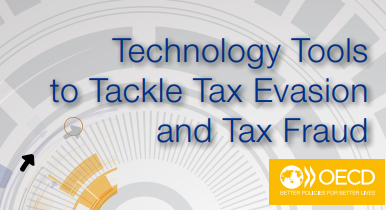 Technology Tools
to Tackle Tax Evasion
and Tax Fraud
OECD
BETTER POLICIES FOR BETTER LIVES